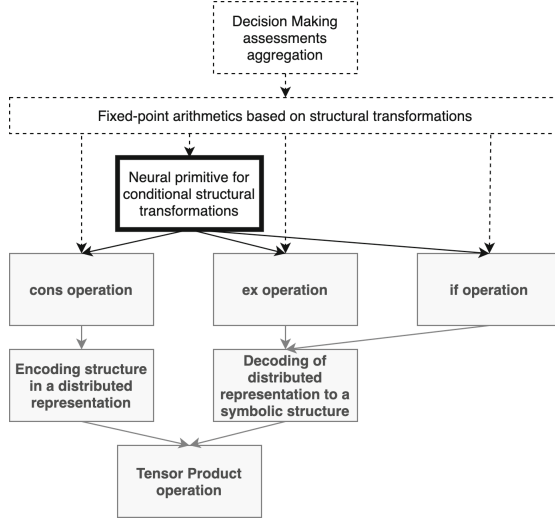 Decision Making
assessments
aggregation
Fixed-point arithmetics based on structural transformations
Neural primitive for
conditional structural
transformations
cons operation
ex operation
if operation
Encoding structure
in a distributed
representation
Decoding of
distributed
representation to a
symbolic structure
Tensor Product
operation